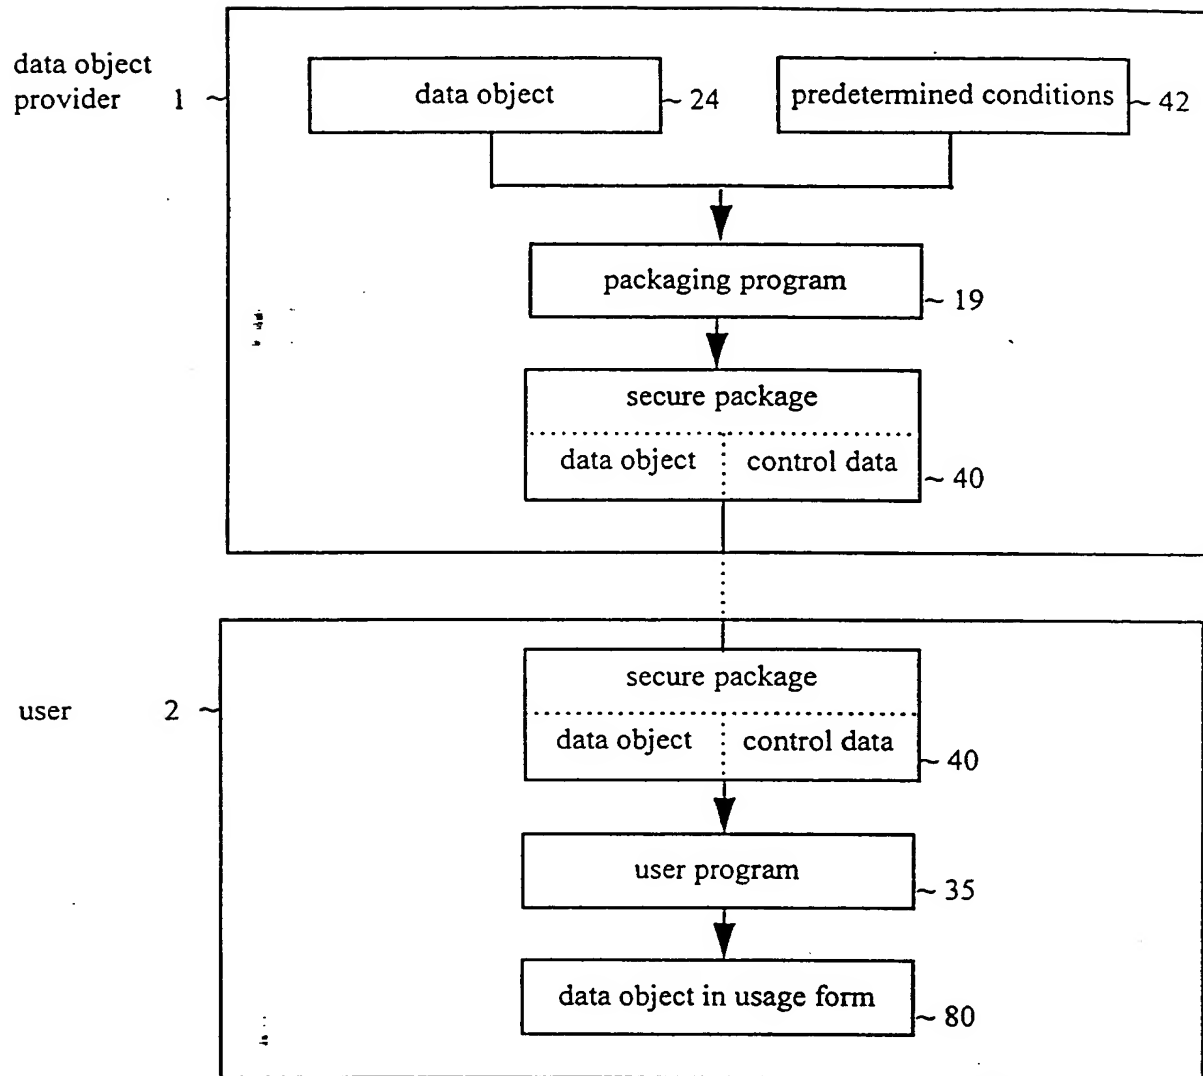 data object
provider 1 ~
data object ~ 24
predetermined conditions ~ 42
packaging program ~ 19
secure package
data object control data ~ 40
user 2 ~
secure package
data object control data ~ 40
user program ~ 35
data object in usage form ~ 80